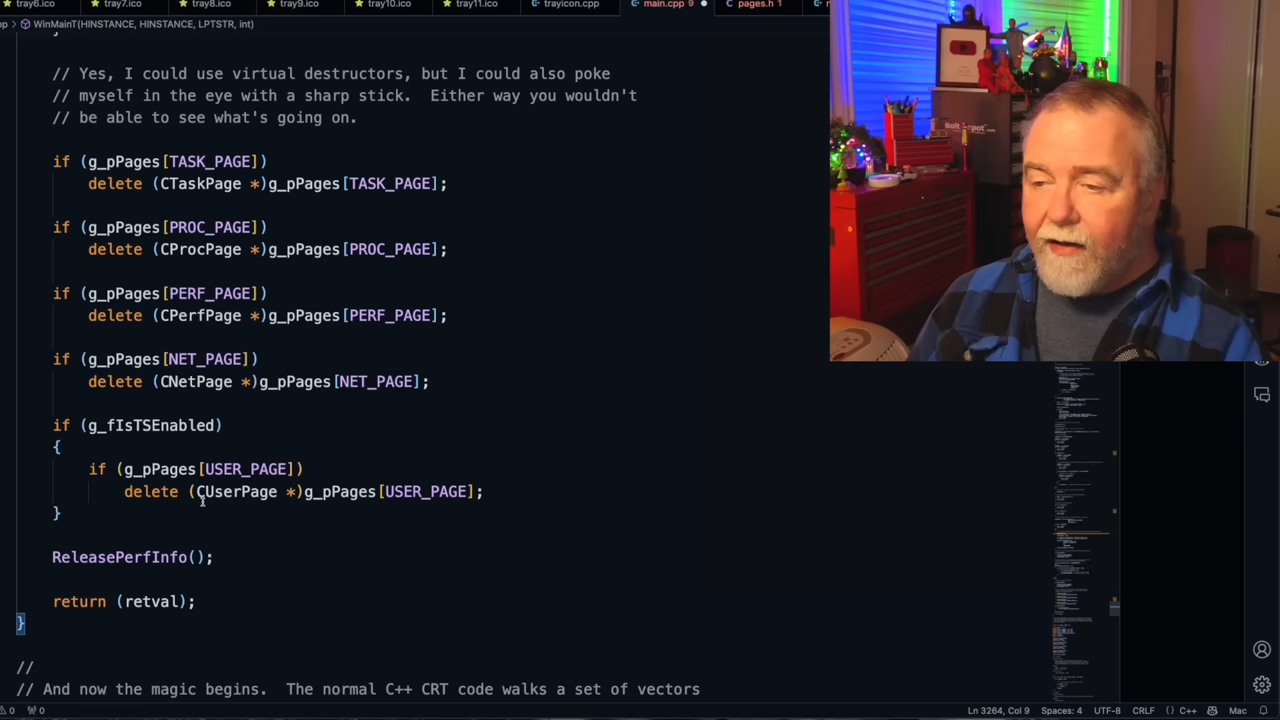 tray6.ico tray7.ico tray8.ico tray9.ico tray10.ico tray11.ico trayicon.cpp main.cpp 9 pages.h 1
WinMainT(HINSTANCE, HINSTANCE, LPTSTR, int)
}
// Yes, I could use virtual destructors, but I could also poke
// myself in the eye with a sharp stick.  Either way you wouldn't
// be able to see what's going on.
if (g_pPages[TASK_PAGE])
delete (CTaskPage *)g_pPages[TASK_PAGE];
if (g_pPages[PROC_PAGE])
delete (CProcPage *)g_pPages[PROC_PAGE];
if (g_pPages[PERF_PAGE])
delete (CPerfPage *)g_pPages[PERF_PAGE];
if (g_pPages[NET_PAGE])
delete (CNetPage *)g_pPages[NET_PAGE];
if (g_fIsTSEnabled)
{
if (g_pPages[USER_PAGE])
delete (CUserPage *)g_pPages[USER_PAGE];
}
ReleasePerfInfo();
return (retval);
}
//
// And now the magic begins.  The normal C++ CRT code walks a set of vectors
0 0 Ln 3264, Col 9 Spaces: 4 UTF-8 CRLF C++ Mac